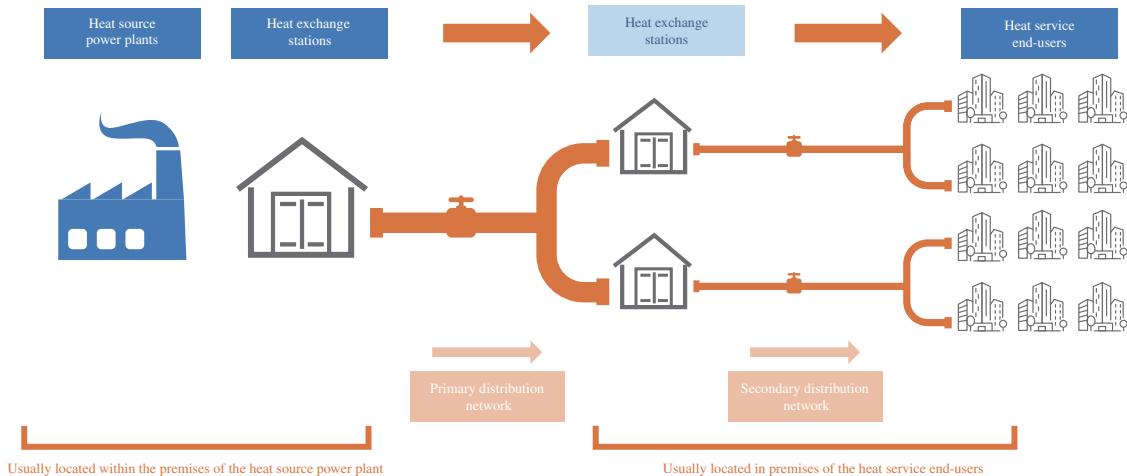 Heat source
power plants
Heat exchange
stations
Heat exchange
stations
Heat service
end-users
Primary distribution
network
Secondary distribution
network
Usually located within the premises of the heat source power plant
Usually located in premises of the heat service end-users